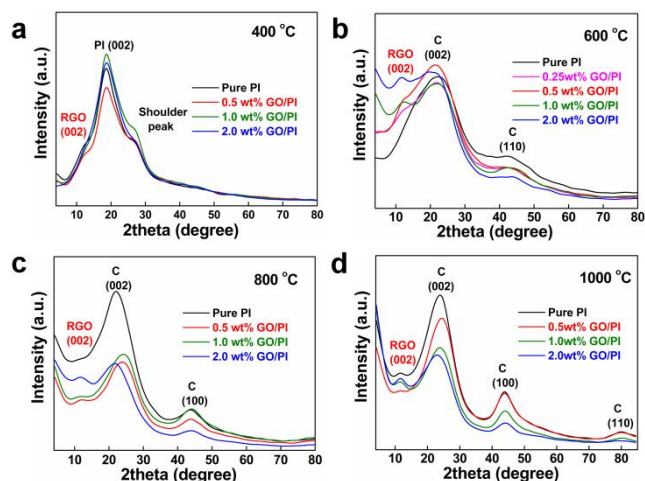 a
400 °C
PI (002)
RGO
(002)
Shoulder
peak
Pure PI
0.5 wt% GO/PI
1.0 wt% GO/PI
2.0 wt% GO/PI
Intensity (a.u.)
10 20 30 40 50 60 70 80
2theta (degree)
b
600 °C
RGO
(002)
C
(002)
C
(110)
Pure PI
0.25wt% GO/PI
0.5 wt% GO/PI
1.0 wt% GO/PI
2.0 wt% GO/PI
Intensity (a.u.)
10 20 30 40 50 60 70 80
2theta (degree)
c
800 °C
C
(002)
RGO
(002)
C
(100)
Pure PI
0.5 wt% GO/PI
1.0 wt% GO/PI
2.0 wt% GO/PI
Intensity (a.u.)
10 20 30 40 50 60 70 80
2theta (degree)
d
1000 °C
C
(002)
RGO
(002)
C
(100)
C
(110)
Pure PI
0.5wt% GO/PI
1.0wt% GO/PI
2.0wt% GO/PI
Intensity (a.u.)
10 20 30 40 50 60 70 80
2theta (degree)